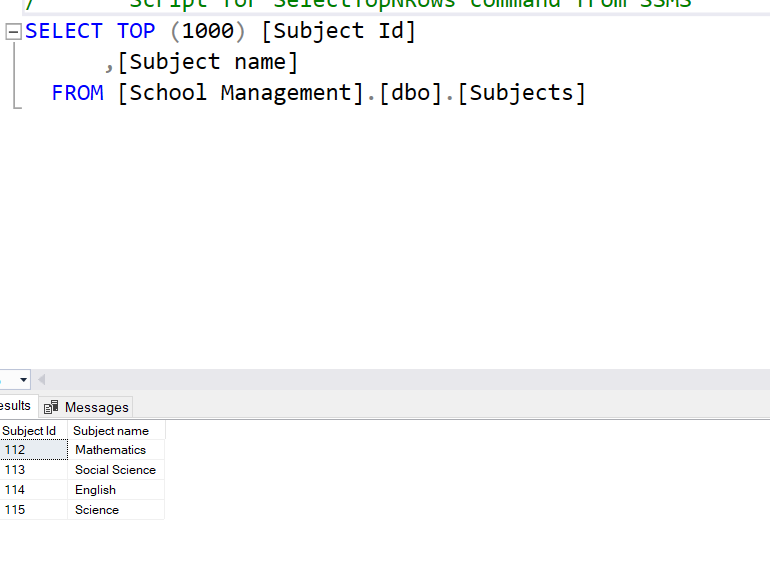 / Script for SelectTopNRows command from SSMS
SELECT TOP (1000) [Subject Id]
,[Subject name]
FROM [School Management].[dbo].[Subjects]
esults Messages
Subject Id Subject name
112 Mathematics
113 Social Science
114 English
115 Science